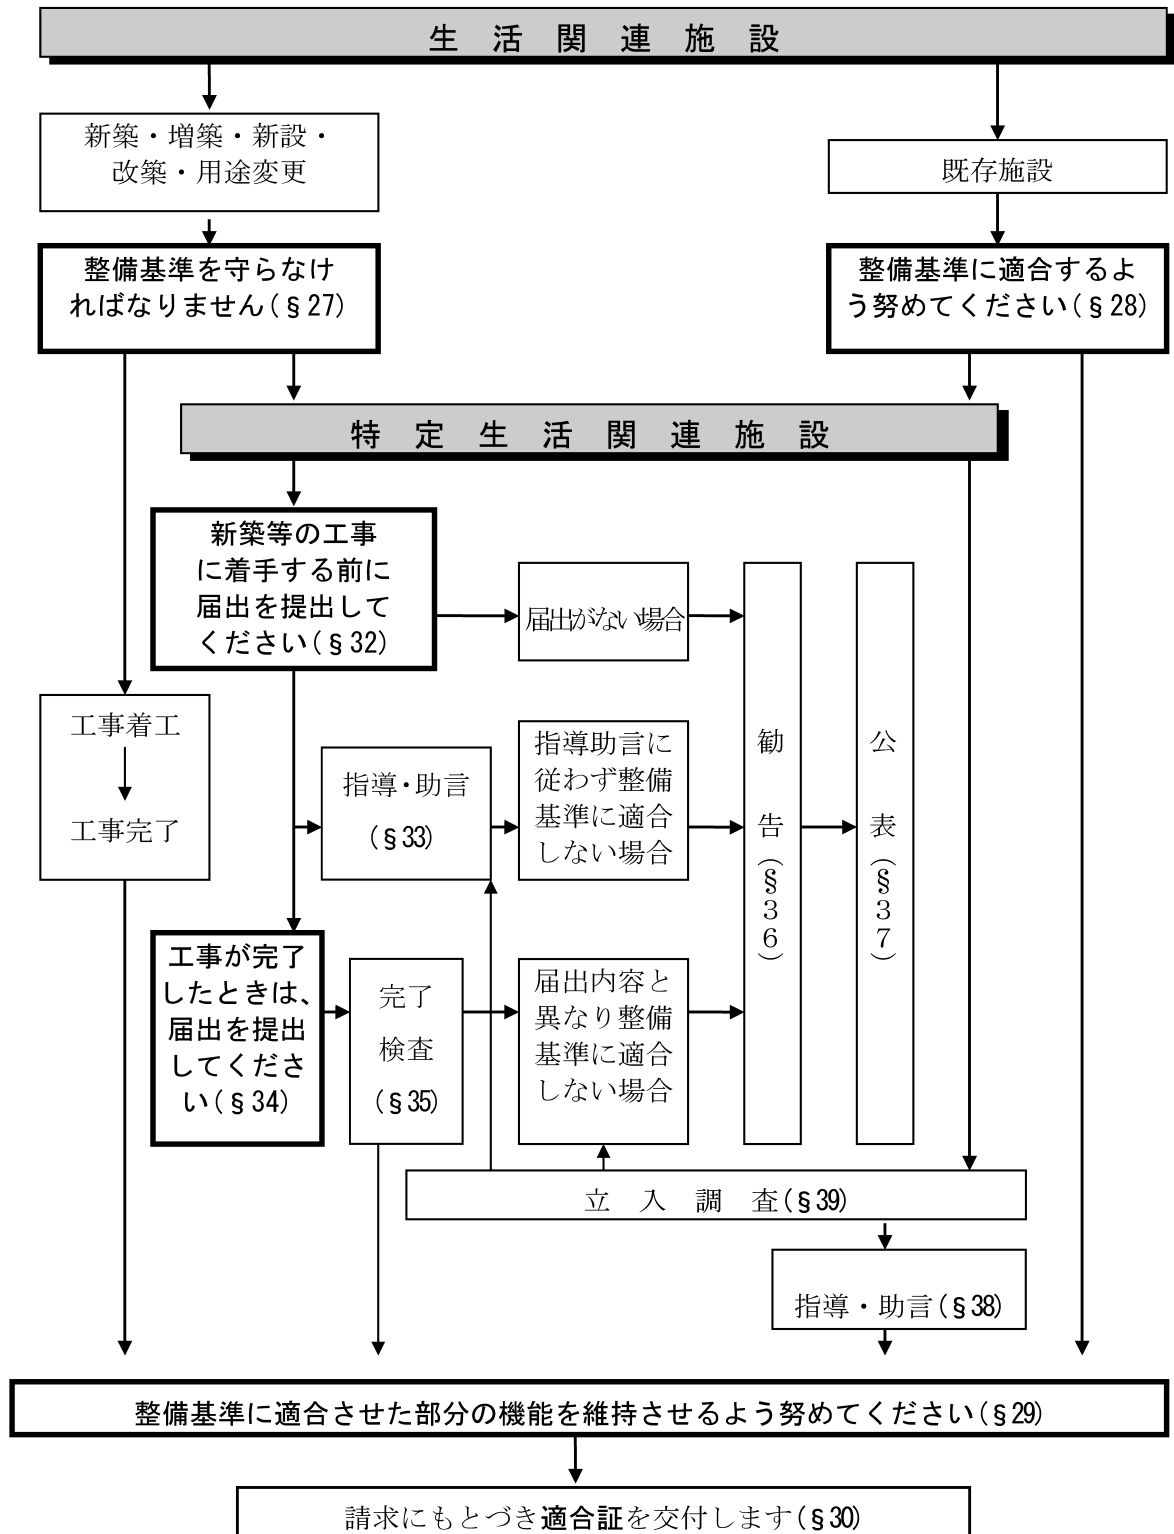 生 活 関 連 施 設
新築・増築・新設・
改築・用途変更
既存施設
整備基準を守らなけ
ればなりません(§27)
整備基準に適合するよ
う努めてください(§28)
特 定 生 活 関 連 施 設
新築等の工事
に着手する前に
届出を提出して
ください(§32)
届出がない場合
工事着工
工事完了
指導・助言
(§33)
指導助言に
従わず整備
基準に適合
しない場合
勧告(§36)
公表(§37)
工事が完了
したときは、
届出を提出
してくださ
い(§34)
完了
検査
(§35)
届出内容と
異なり整備
基準に適合
しない場合
立 入 調 査(§39)
指導・助言(§38)
整備基準に適合させた部分の機能を維持させるよう努めてください(§29)
請求にもとづき適合証を交付します(§30)